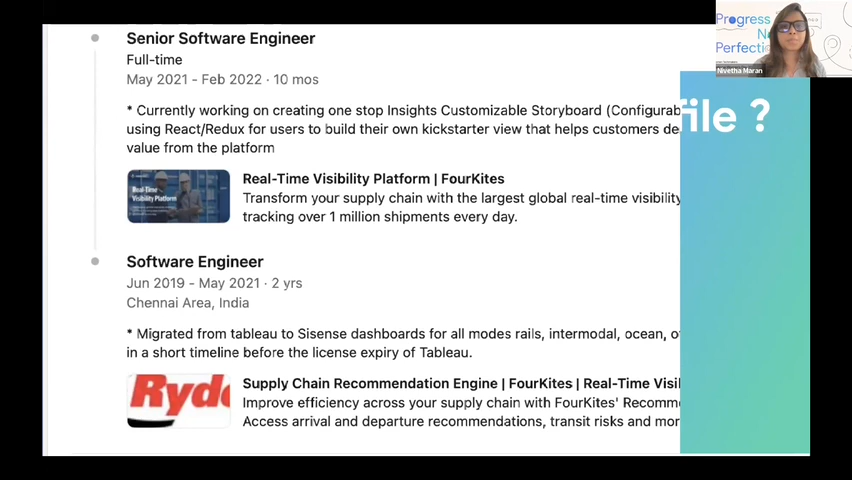 Senior Software Engineer
Full-time
May 2021 - Feb 2022 · 10 mos
* Currently working on creating one stop Insights Customizable Storyboard (Configurab
using React/Redux for users to build their own kickstarter view that helps customers de
value from the platform
Real-Time
Visibility Platform
Real-Time Visibility Platform | FourKites
Transform your supply chain with the largest global real-time visibility
tracking over 1 million shipments every day.
Software Engineer
Jun 2019 - May 2021 · 2 yrs
Chennai Area, India
* Migrated from tableau to Sisense dashboards for all modes rails, intermodal, ocean, o
in a short timeline before the license expiry of Tableau.
Ryde
Supply Chain Recommendation Engine | FourKites | Real-Time Visil
Improve efficiency across your supply chain with FourKites' Recomm
Access arrival and departure recommendations, transit risks and mor
file ?
Progress
No
Perfecti
Nivetha Maran